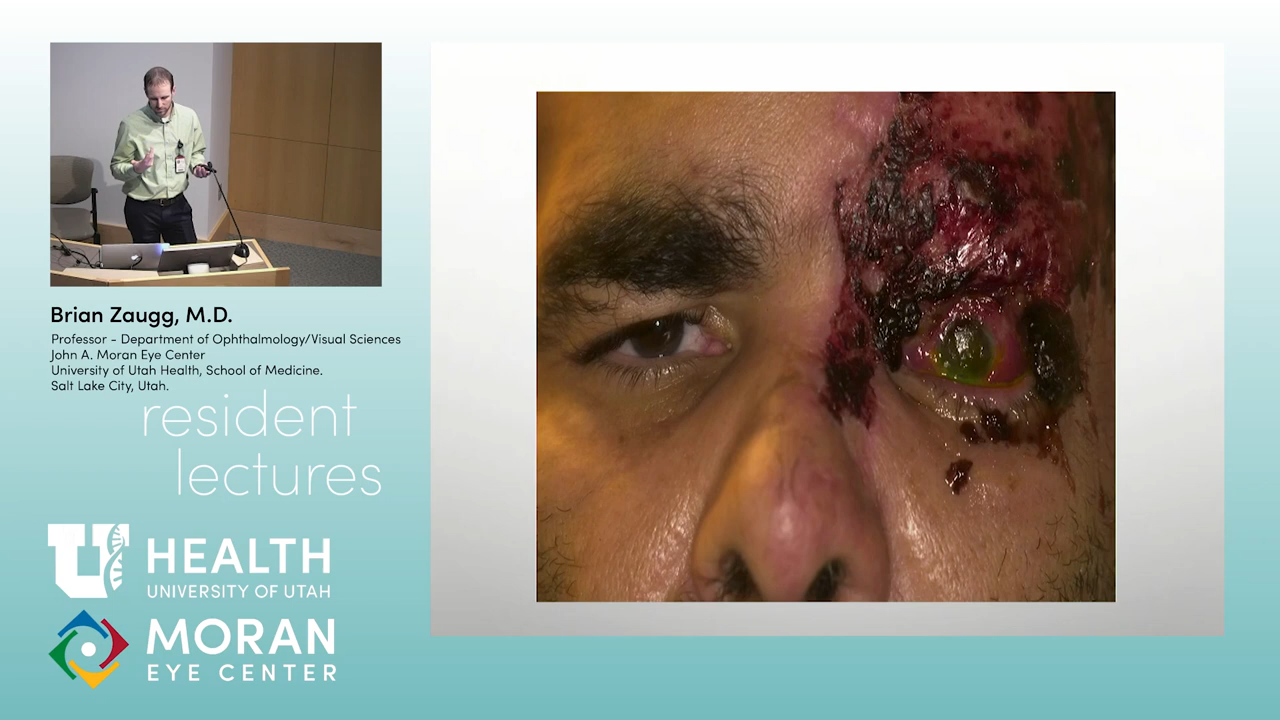 Brian Zaugg, M.D.
Professor - Department of Ophthalmology/Visual Sciences
John A. Moran Eye Center
University of Utah Health, School of Medicine.
Salt Lake City, Utah.
resident
lectures
U HEALTH
UNIVERSITY OF UTAH
MORAN
EYE CENTER